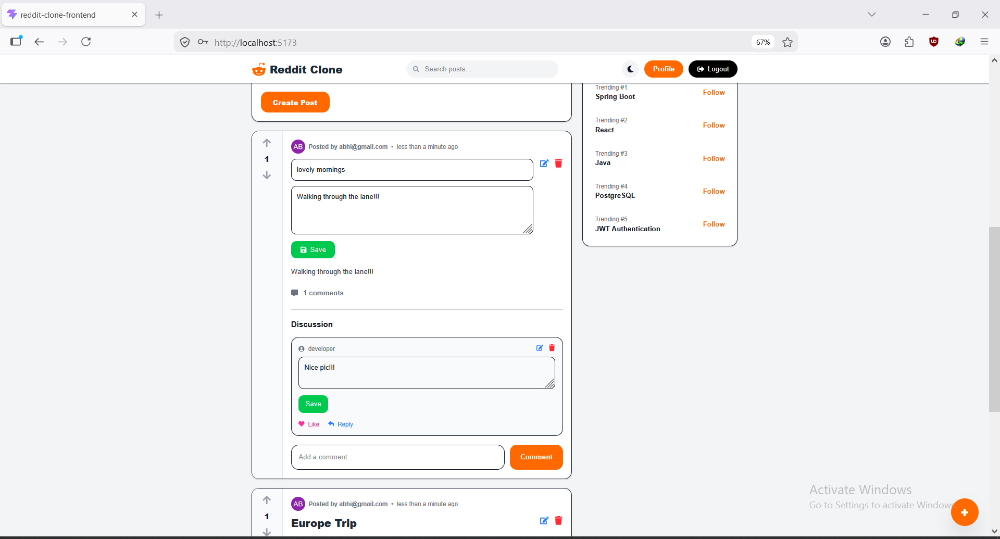 reddit-clone-frontend
http://localhost:5173
67%
Reddit Clone
Search posts...
Profile
Logout
Create Post
Trending #1
Spring Boot
Follow
Trending #2
React
Follow
Trending #3
Java
Follow
Trending #4
PostgreSQL
Follow
Trending #5
JWT Authentication
Follow
1
AB
Posted by abhi@gmail.com • less than a minute ago
lovely mornings
Walking through the lane!!!
Save
Walking through the lane!!!
1 comments
Discussion
developer
Nice pic!!!
Save
Like Reply
Add a comment...
Comment
1
AB
Posted by abhi@gmail.com • less than a minute ago
Europe Trip
Activate Windows
Go to Settings to activate Windows.
+